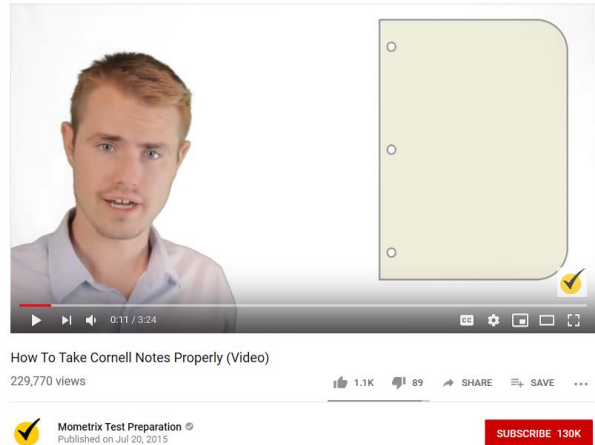 0:11 / 3:24
CC
How To Take Cornell Notes Properly (Video)
229,770 views
1.1K 89 SHARE SAVE
Mometrix Test Preparation
Published on Jul 20, 2015
SUBSCRIBE 130K